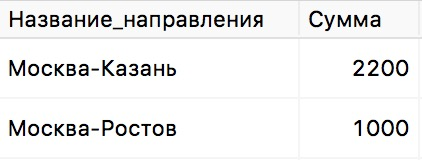 Название_направления Сумма
Москва-Казань 2200
Москва-Ростов 1000